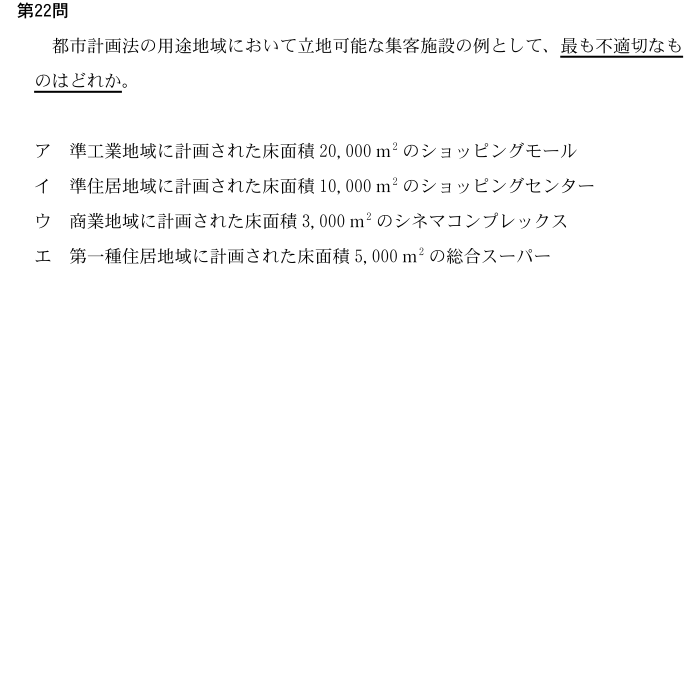 第22問
都市計画法の用途地域において立地可能な集客施設の例として、最も不適切なも
のはどれか。
ア　準工業地域に計画された床面積 20,000 m²のショッピングモール
イ　準住居地域に計画された床面積 10,000 m²のショッピングセンター
ウ　商業地域に計画された床面積 3,000 m²のシネマコンプレックス
エ　第一種住居地域に計画された床面積 5,000 m²の総合スーパー